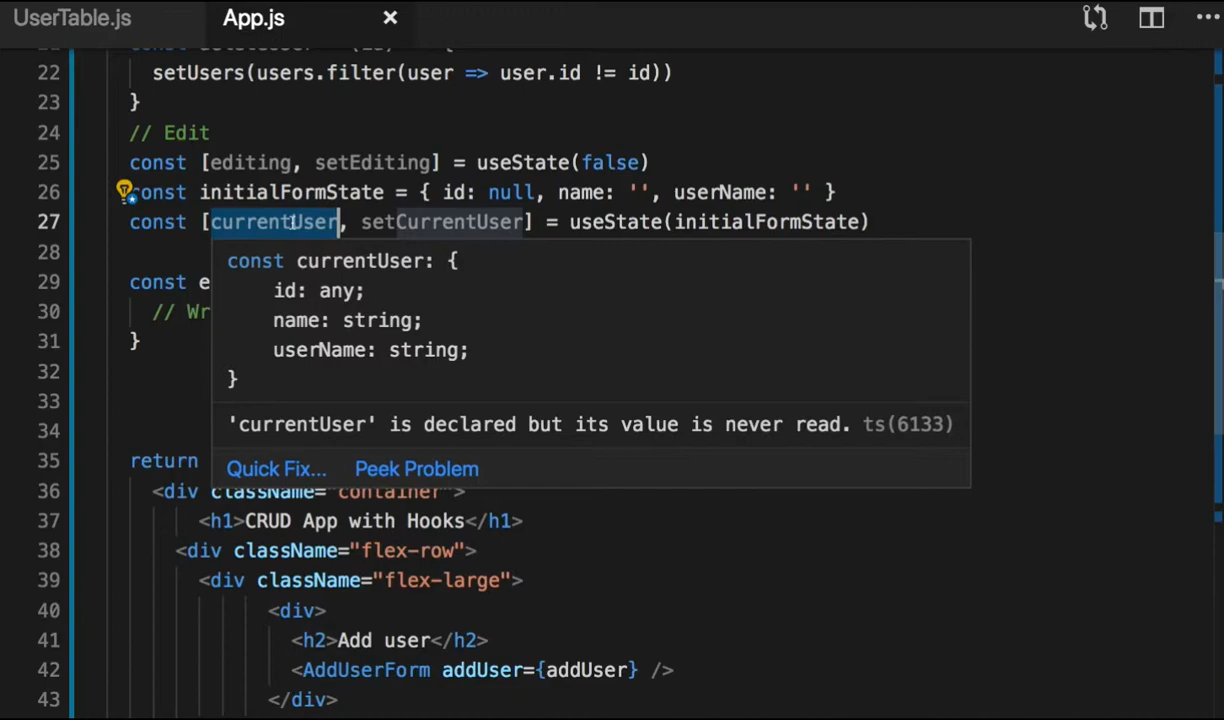 UserTable.js
App.js
22 setUsers(users.filter(user => user.id != id))
23 }
24 // Edit
25 const [editing, setEditing] = useState(false)
26 const initialFormState = { id: null, name: '', userName: '' }
27 const [currentUser, setCurrentUser] = useState(initialFormState)
28
const currentUser: {
29 const e
id: any;
30 // Wr
name: string;
31 }
userName: string;
32
}
33
34
'currentUser' is declared but its value is never read. ts(6133)
35 return
Quick Fix... Peek Problem
36 <div className="container">
37 <h1>CRUD App with Hooks</h1>
38 <div className="flex-row">
39 <div className="flex-large">
40 <div>
41 <h2>Add user</h2>
42 <AddUserForm addUser={addUser} />
43 </div>